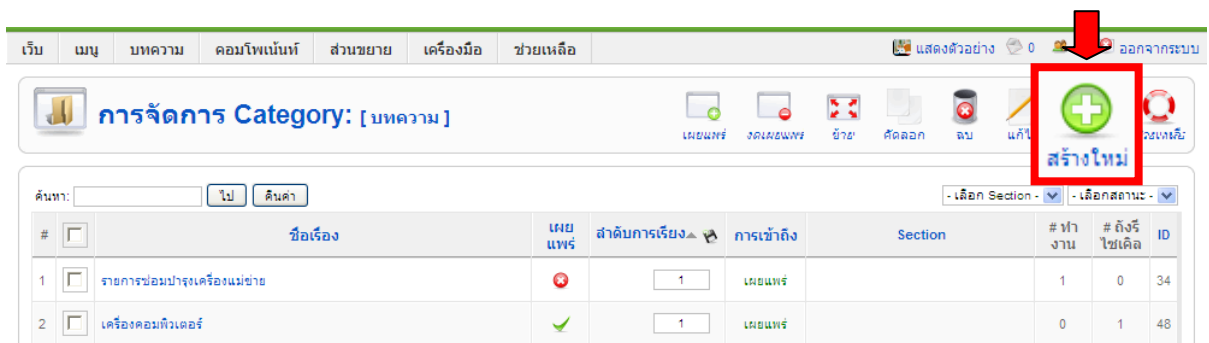 เว็บ เมนู บทความ คอมโพเน้นท์ ส่วนขยาย เครื่องมือ ช่วยเหลือ แสดงตัวอย่าง 0 ออกจากระบบ
การจัดการ Category: [ บทความ ]
เผยแพร่ งดเผยแพร่ ย้าย คัดลอก ลบ
สร้างใหม่
ค้นหา: ไป คืนค่า - เลือก Section - - เลือกสถานะ -
# ชื่อเรื่อง เผยแพร่ ลำดับการเรียง การเข้าถึง Section # ทำงาน # ถังรีไซเคิล ID
1 รายการซ่อมบำรุงเครื่องแม่ข่าย 1 เผยแพร่ 1 0 34
2 เครื่องคอมพิวเตอร์ 1 เผยแพร่ 0 1 48